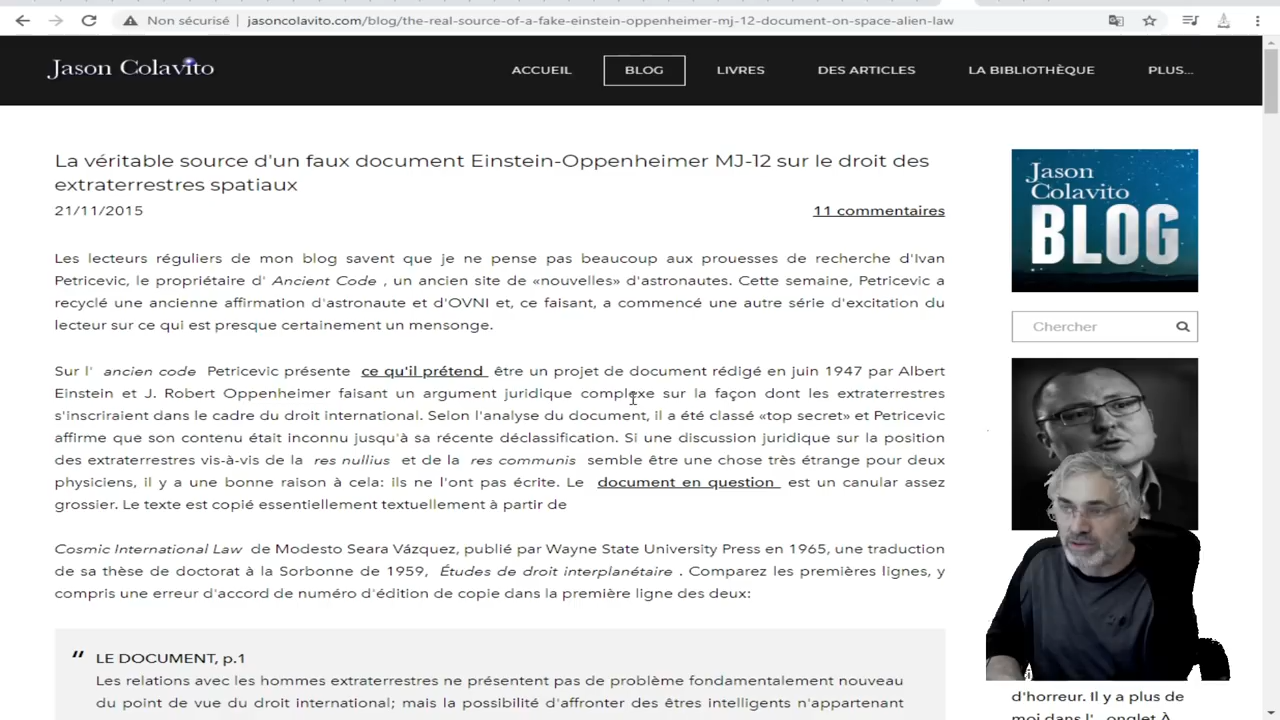 Non sécurisé
jasoncolavito.com/blog/the-real-source-of-a-fake-einstein-oppenheimer-mj-12-document-on-space-alien-law
Jason Colavito
ACCUEIL
BLOG
LIVRES
DES ARTICLES
LA BIBLIOTHÈQUE
PLUS...
La véritable source d'un faux document Einstein-Oppenheimer MJ-12 sur le droit des
extraterrestres spatiaux
21/11/2015
11 commentaires
Les lecteurs réguliers de mon blog savent que je ne pense pas beaucoup aux prouesses de recherche d'Ivan
Petricevic, le propriétaire d' Ancient Code , un ancien site de «nouvelles» d'astronautes. Cette semaine, Petricevic a
recyclé une ancienne affirmation d'astronaute et d'OVNI et, ce faisant, a commencé une autre série d'excitation du
lecteur sur ce qui est presque certainement un mensonge.
Sur l' ancien code Petricevic présente ce qu'il prétend être un projet de document rédigé en juin 1947 par Albert
Einstein et J. Robert Oppenheimer faisant un argument juridique complexe sur la façon dont les extraterrestres
s'inscriraient dans le cadre du droit international. Selon l'analyse du document, il a été classé «top secret» et Petricevic
affirme que son contenu était inconnu jusqu'à sa récente déclassification. Si une discussion juridique sur la position
des extraterrestres vis-à-vis de la res nullius et de la res communis semble être une chose très étrange pour deux
physiciens, il y a une bonne raison à cela: ils ne l'ont pas écrite. Le document en question est un canular assez
grossier. Le texte est copié essentiellement textuellement à partir de
Cosmic International Law de Modesto Seara Vázquez, publié par Wayne State University Press en 1965, une traduction
de sa thèse de doctorat à la Sorbonne de 1959, Études de droit interplanétaire . Comparez les premières lignes, y
compris une erreur d'accord de numéro d'édition de copie dans la première ligne des deux:
" LE DOCUMENT, p.1
Les relations avec les hommes extraterrestres ne présentent pas de problème fondamentalement nouveau
du point de vue du droit international; mais la possibilité d'affronter des êtres intelligents n'appartenant
Jason
Colavito
BLOG
Chercher
d'horreur. Il y a plus de